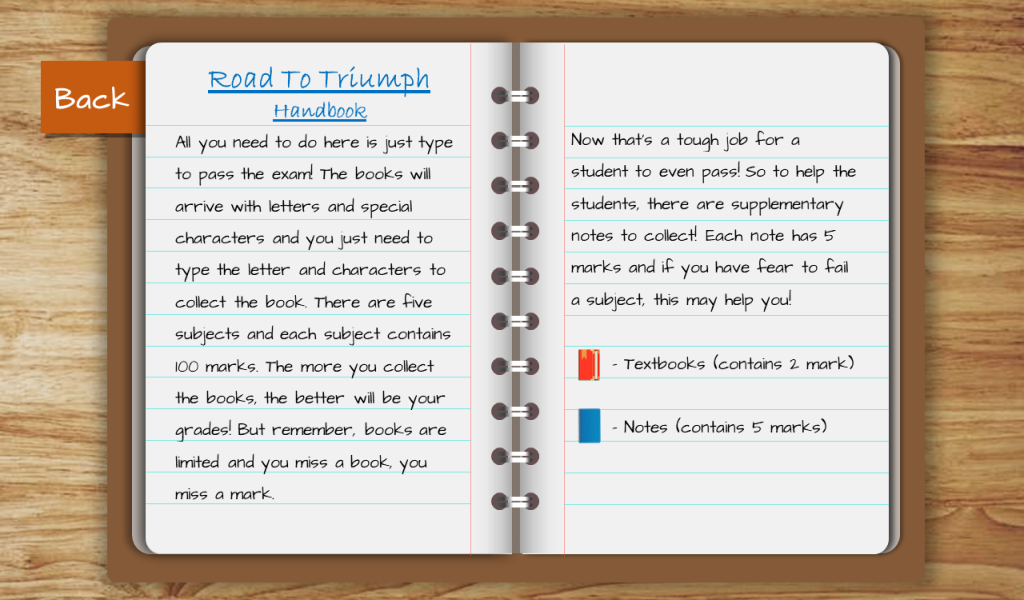 Back
Road To Triumph
Handbook
All you need to do here is just type
to pass the exam! The books will
arrive with letters and special
characters and you just need to
type the letter and characters to
collect the book. There are five
subjects and each subject contains
100 marks. The more you collect
the books, the better will be your
grades! But remember, books are
limited and you miss a book, you
miss a mark.
Now that's a tough job for a
student to even pass! So to help the
students, there are supplementary
notes to collect! Each note has 5
marks and if you have fear to fail
a subject, this may help you!
- Textbooks (contains 2 mark)
- Notes (contains 5 marks)